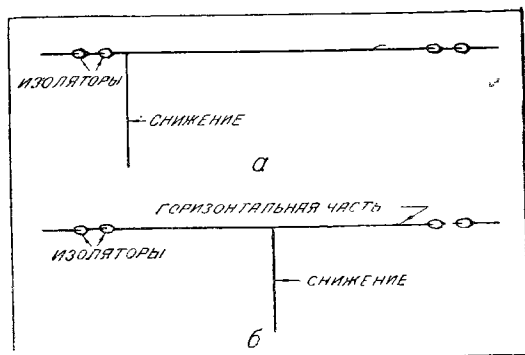 ИЗОЛЯТОРЫ
СНИЖЕНИЕ
а
ГОРИЗОНТАЛЬНАЯ ЧАСТЬ
ИЗОЛЯТОРЫ
СНИЖЕНИЕ
б